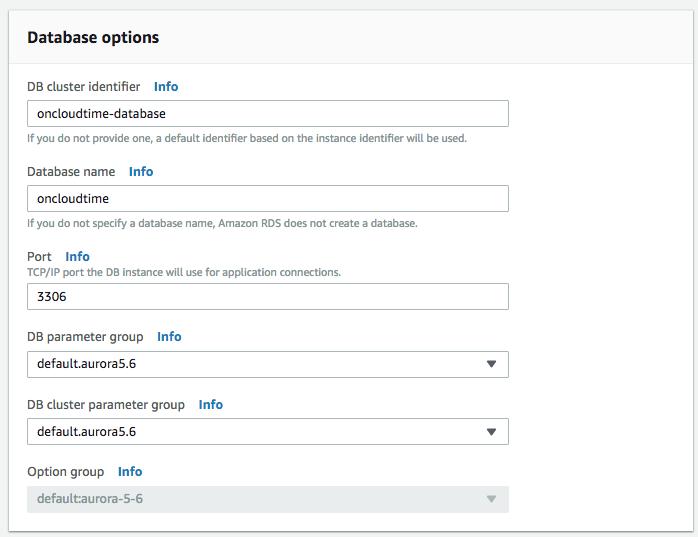 Database options
DB cluster identifier Info
oncloudtime-database
If you do not provide one, a default identifier based on the instance identifier will be used.
Database name Info
oncloudtime
If you do not specify a database name, Amazon RDS does not create a database.
Port Info
TCP/IP port the DB instance will use for application connections.
3306
DB parameter group Info
default.aurora5.6
DB cluster parameter group Info
default.aurora5.6
Option group Info
default:aurora-5-6